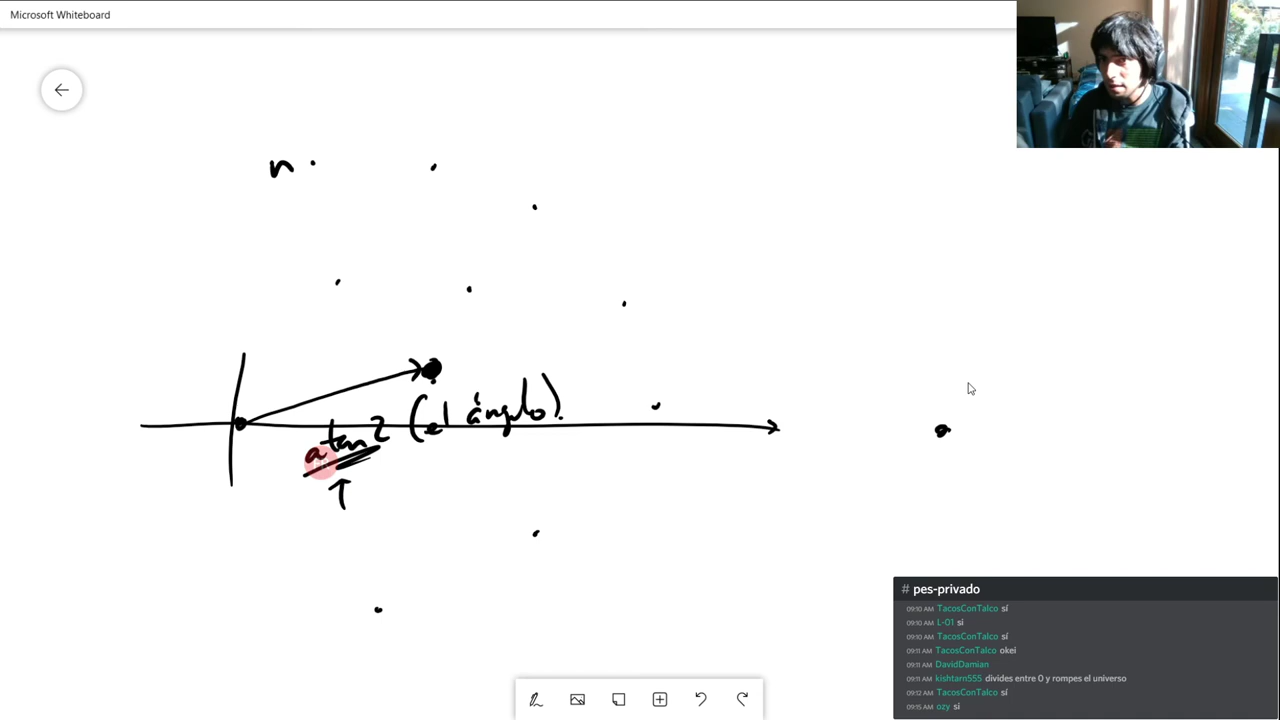 Microsoft Whiteboard
n
atan2 (el ángulo).
# pes-privado
09:10 AM TacosConTalco sí
09:10 AM L-01 si
09:10 AM TacosConTalco sí
09:11 AM TacosConTalco okei
09:11 AM DavidDamian
09:11 AM kishtarn555 divides entre 0 y rompes el universo
09:12 AM TacosConTalco sí
09:15 AM ozy sí